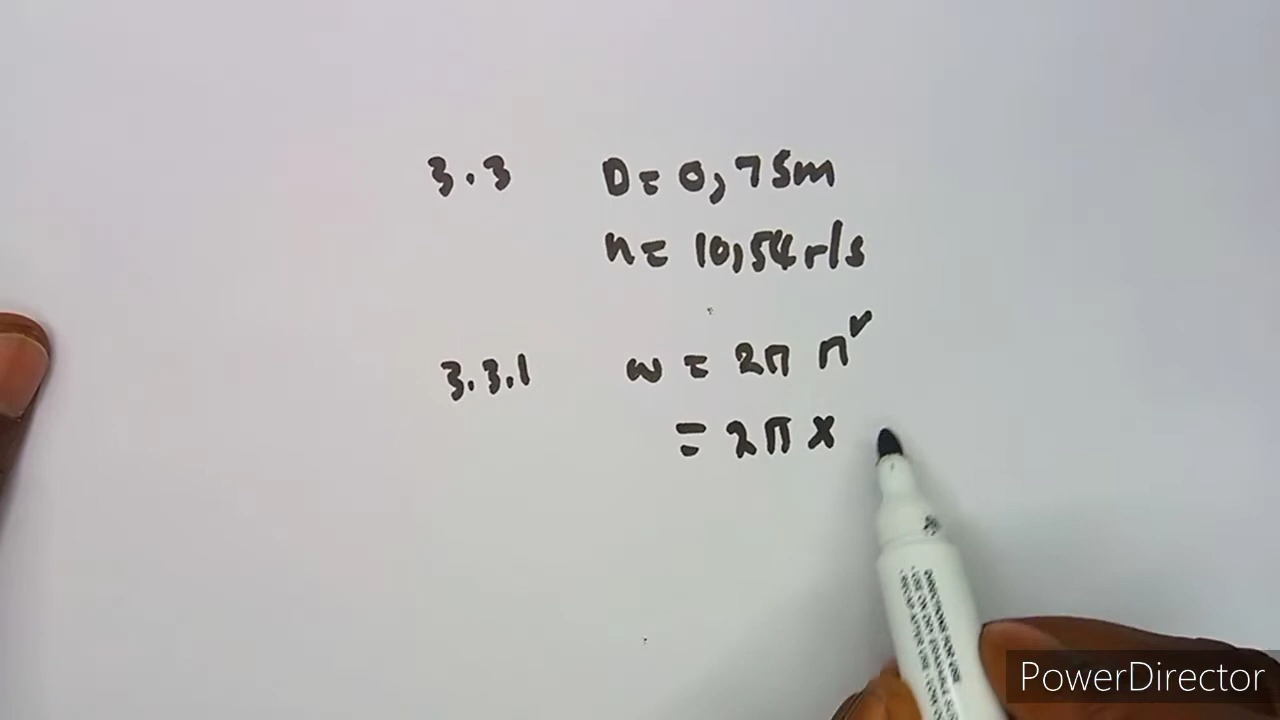 3.3 D = 0,75m
n = 10,54 r/s
3.3.1 ω = 2π n ✓
= 2π ×
PowerDirector